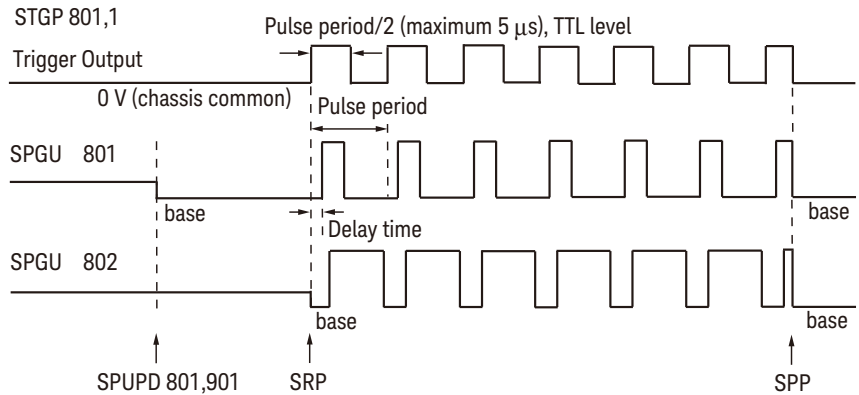 STGP 801,1
Pulse period/2 (maximum 5 μs), TTL level
Trigger Output
0 V (chassis common)
Pulse period
SPGU 801
base
base
Delay time
SPGU 802
base
base
SPUPD 801,901
SRP
SPP